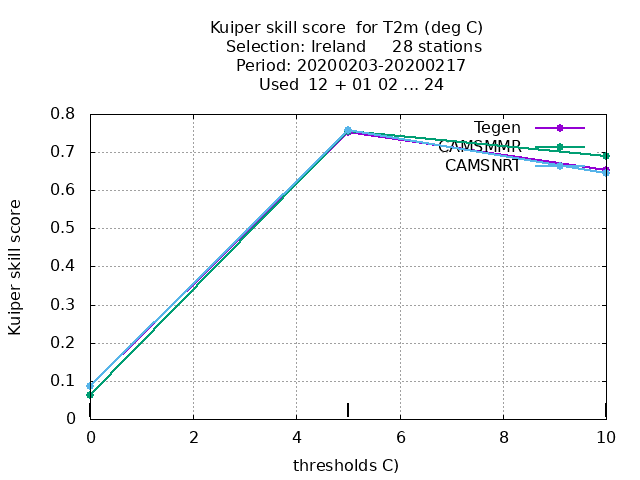 Kuiper skill score for T2m (deg C)
Selection: Ireland 28 stations
Period: 20200203-20200217
Used 12 + 01 02 ... 24
Kuiper skill score
0.8
0.7
0.6
0.5
0.4
0.3
0.2
0.1
0
Tegen
CAMSMMR
CAMSNRT
0 2 4 6 8 10
thresholds C)